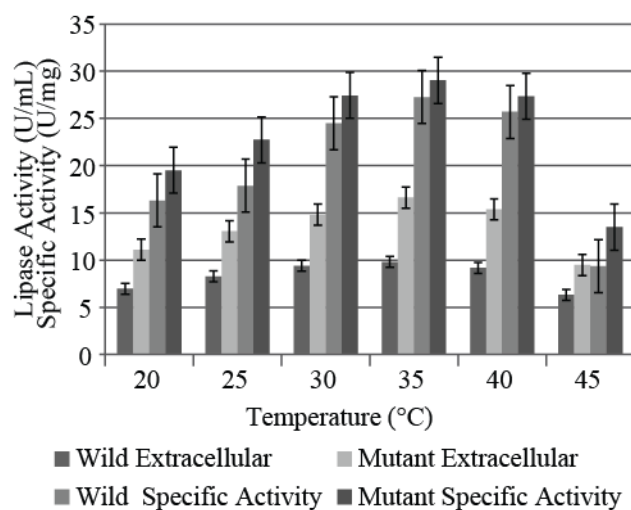 Lipase Activity (U/mL)
Specific Activity (U/mg)
35
30
25
20
15
10
5
0
20 25 30 35 40 45
Temperature (°C)
Wild Extracellular Mutant Extracellular
Wild Specific Activity Mutant Specific Activity